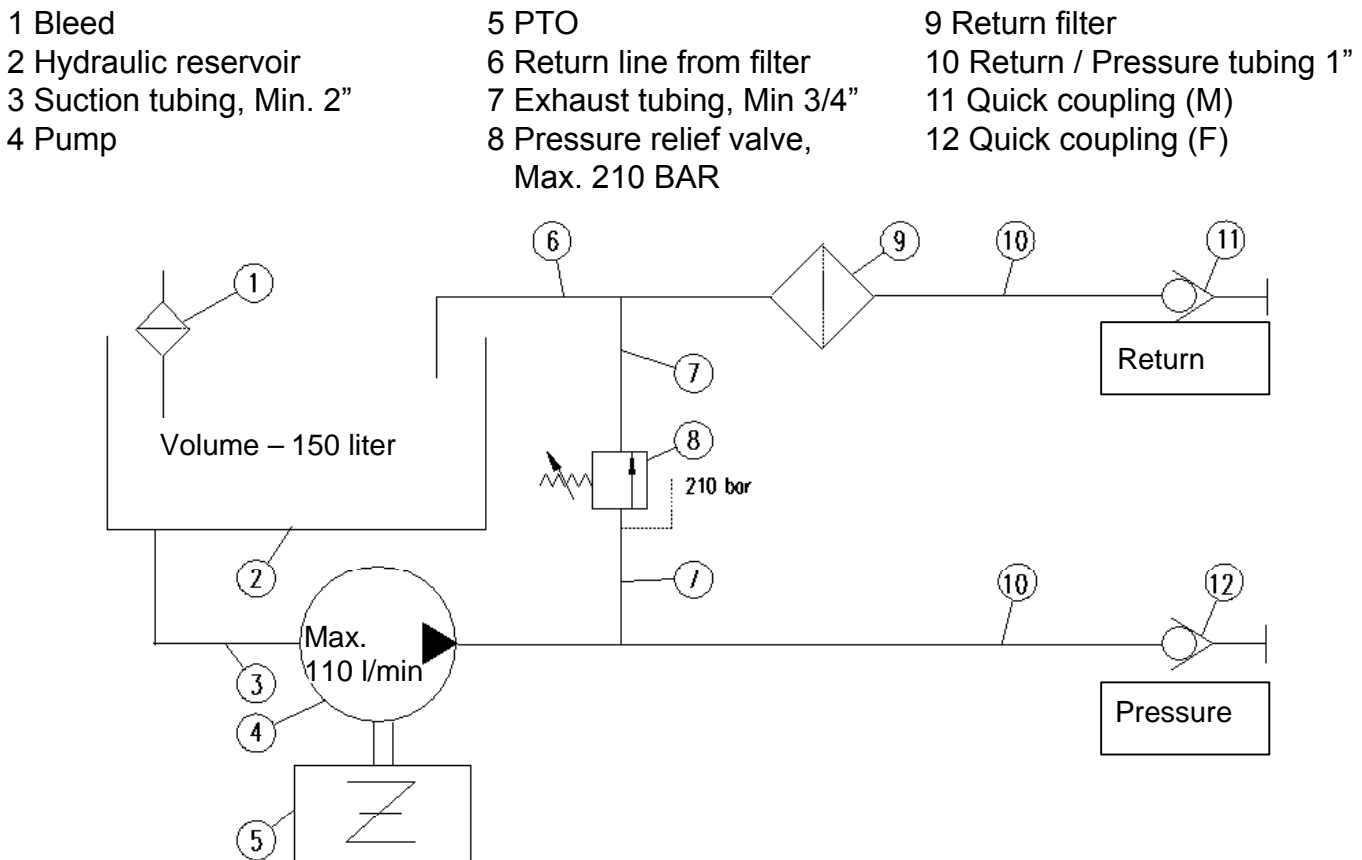 1 Bleed
2 Hydraulic reservoir
3 Suction tubing, Min. 2”
4 Pump
5 PTO
6 Return line from filter
7 Exhaust tubing, Min 3/4”
8 Pressure relief valve,
Max. 210 BAR
9 Return filter
10 Return / Pressure tubing 1”
11 Quick coupling (M)
12 Quick coupling (F)
6
9
10
11
1
Return
7
Volume – 150 liter
8
210 bar
2
7
10
12
Max.
110 l/min
3
4
Pressure
5